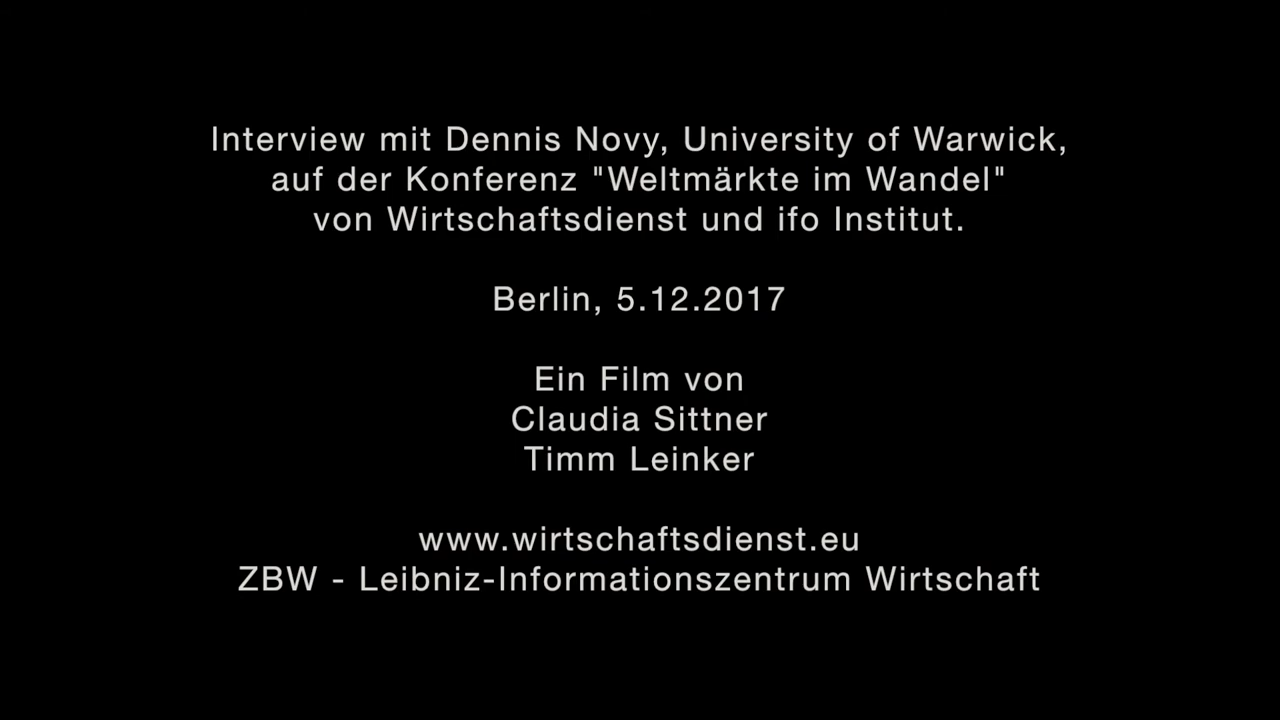 Interview mit Dennis Novy, University of Warwick,
auf der Konferenz "Weltmärkte im Wandel"
von Wirtschaftsdienst und ifo Institut.
Berlin, 5.12.2017
Ein Film von
Claudia Sittner
Timm Leinker
www.wirtschaftsdienst.eu
ZBW - Leibniz-Informationszentrum Wirtschaft